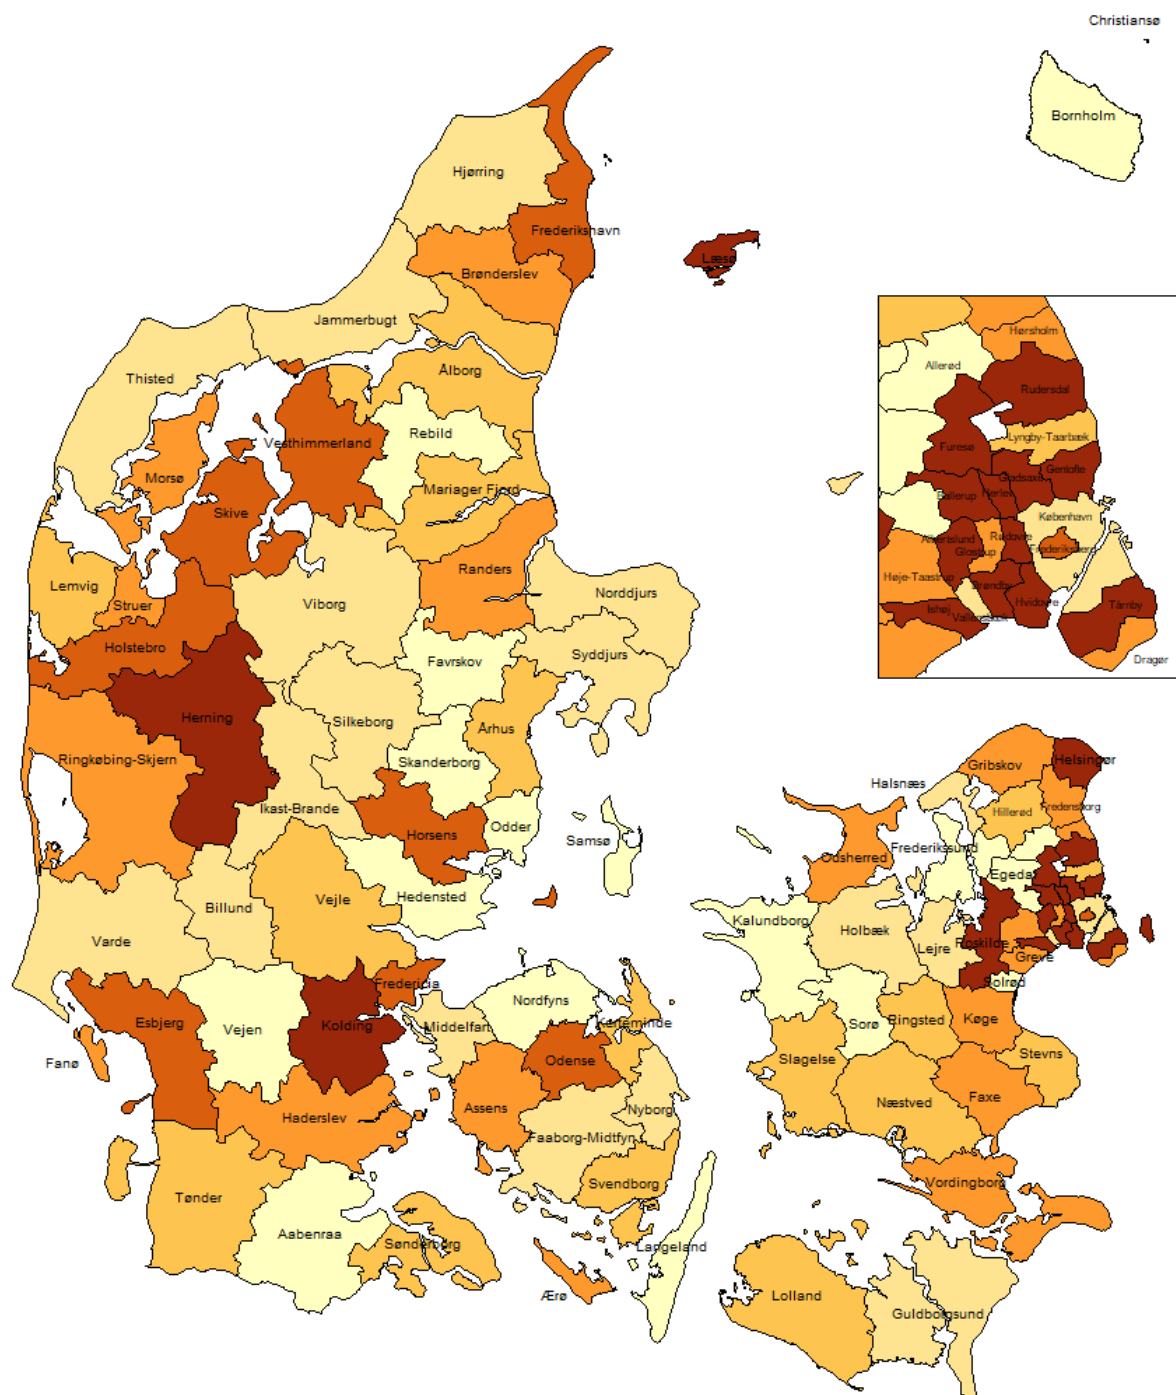 Christiansø
Bornholm
Hjørring
Frederikshavn
Læsø
Brønderslev
Jammerbugt
Hørsholm
Allerød
Rudersdal
Thisted
Ålborg
Rebild
Vesthimmerland
Lyngby-Taarbæk
Furesø
Gentofte
Gladsaxe
Morsø
Mariager Fjord
Ballerup
Herlev
Skive
København
Albertslund
Rødovre
Glostrup
Frederiksberg
Randers
Høje-Taastrup
Lemvig
Brøndby
Norddjurs
Viborg
Struer
Hvidovre
Tårnby
Ishøj
Vallensbæk
Holstebro
Favrskov
Syddjurs
Dragør
Herning
Silkeborg
Århus
Ringkøbing-Skjern
Skanderborg
Helsingør
Gribskov
Halsnæs
Ikast-Brande
Fredensborg
Hillerød
Horsens
Odder
Samsø
Frederikssund
Odsherred
Egedal
Hedensted
Vejle
Billund
Kalundborg
Holbæk
Varde
Lejre
Roskilde
Greve
Fredericia
Solrød
Nordfyns
Esbjerg
Vejen
Kolding
Middelfart
Kerteminde
Sorø
Ringsted
Køge
Stevns
Fanø
Odense
Slagelse
Assens
Nyborg
Næstved
Faxe
Haderslev
Faaborg-Midtfyn
Svendborg
Vordingborg
Tønder
Aabenraa
Sønderborg
Langeland
Ærø
Lolland
Guldborgsund